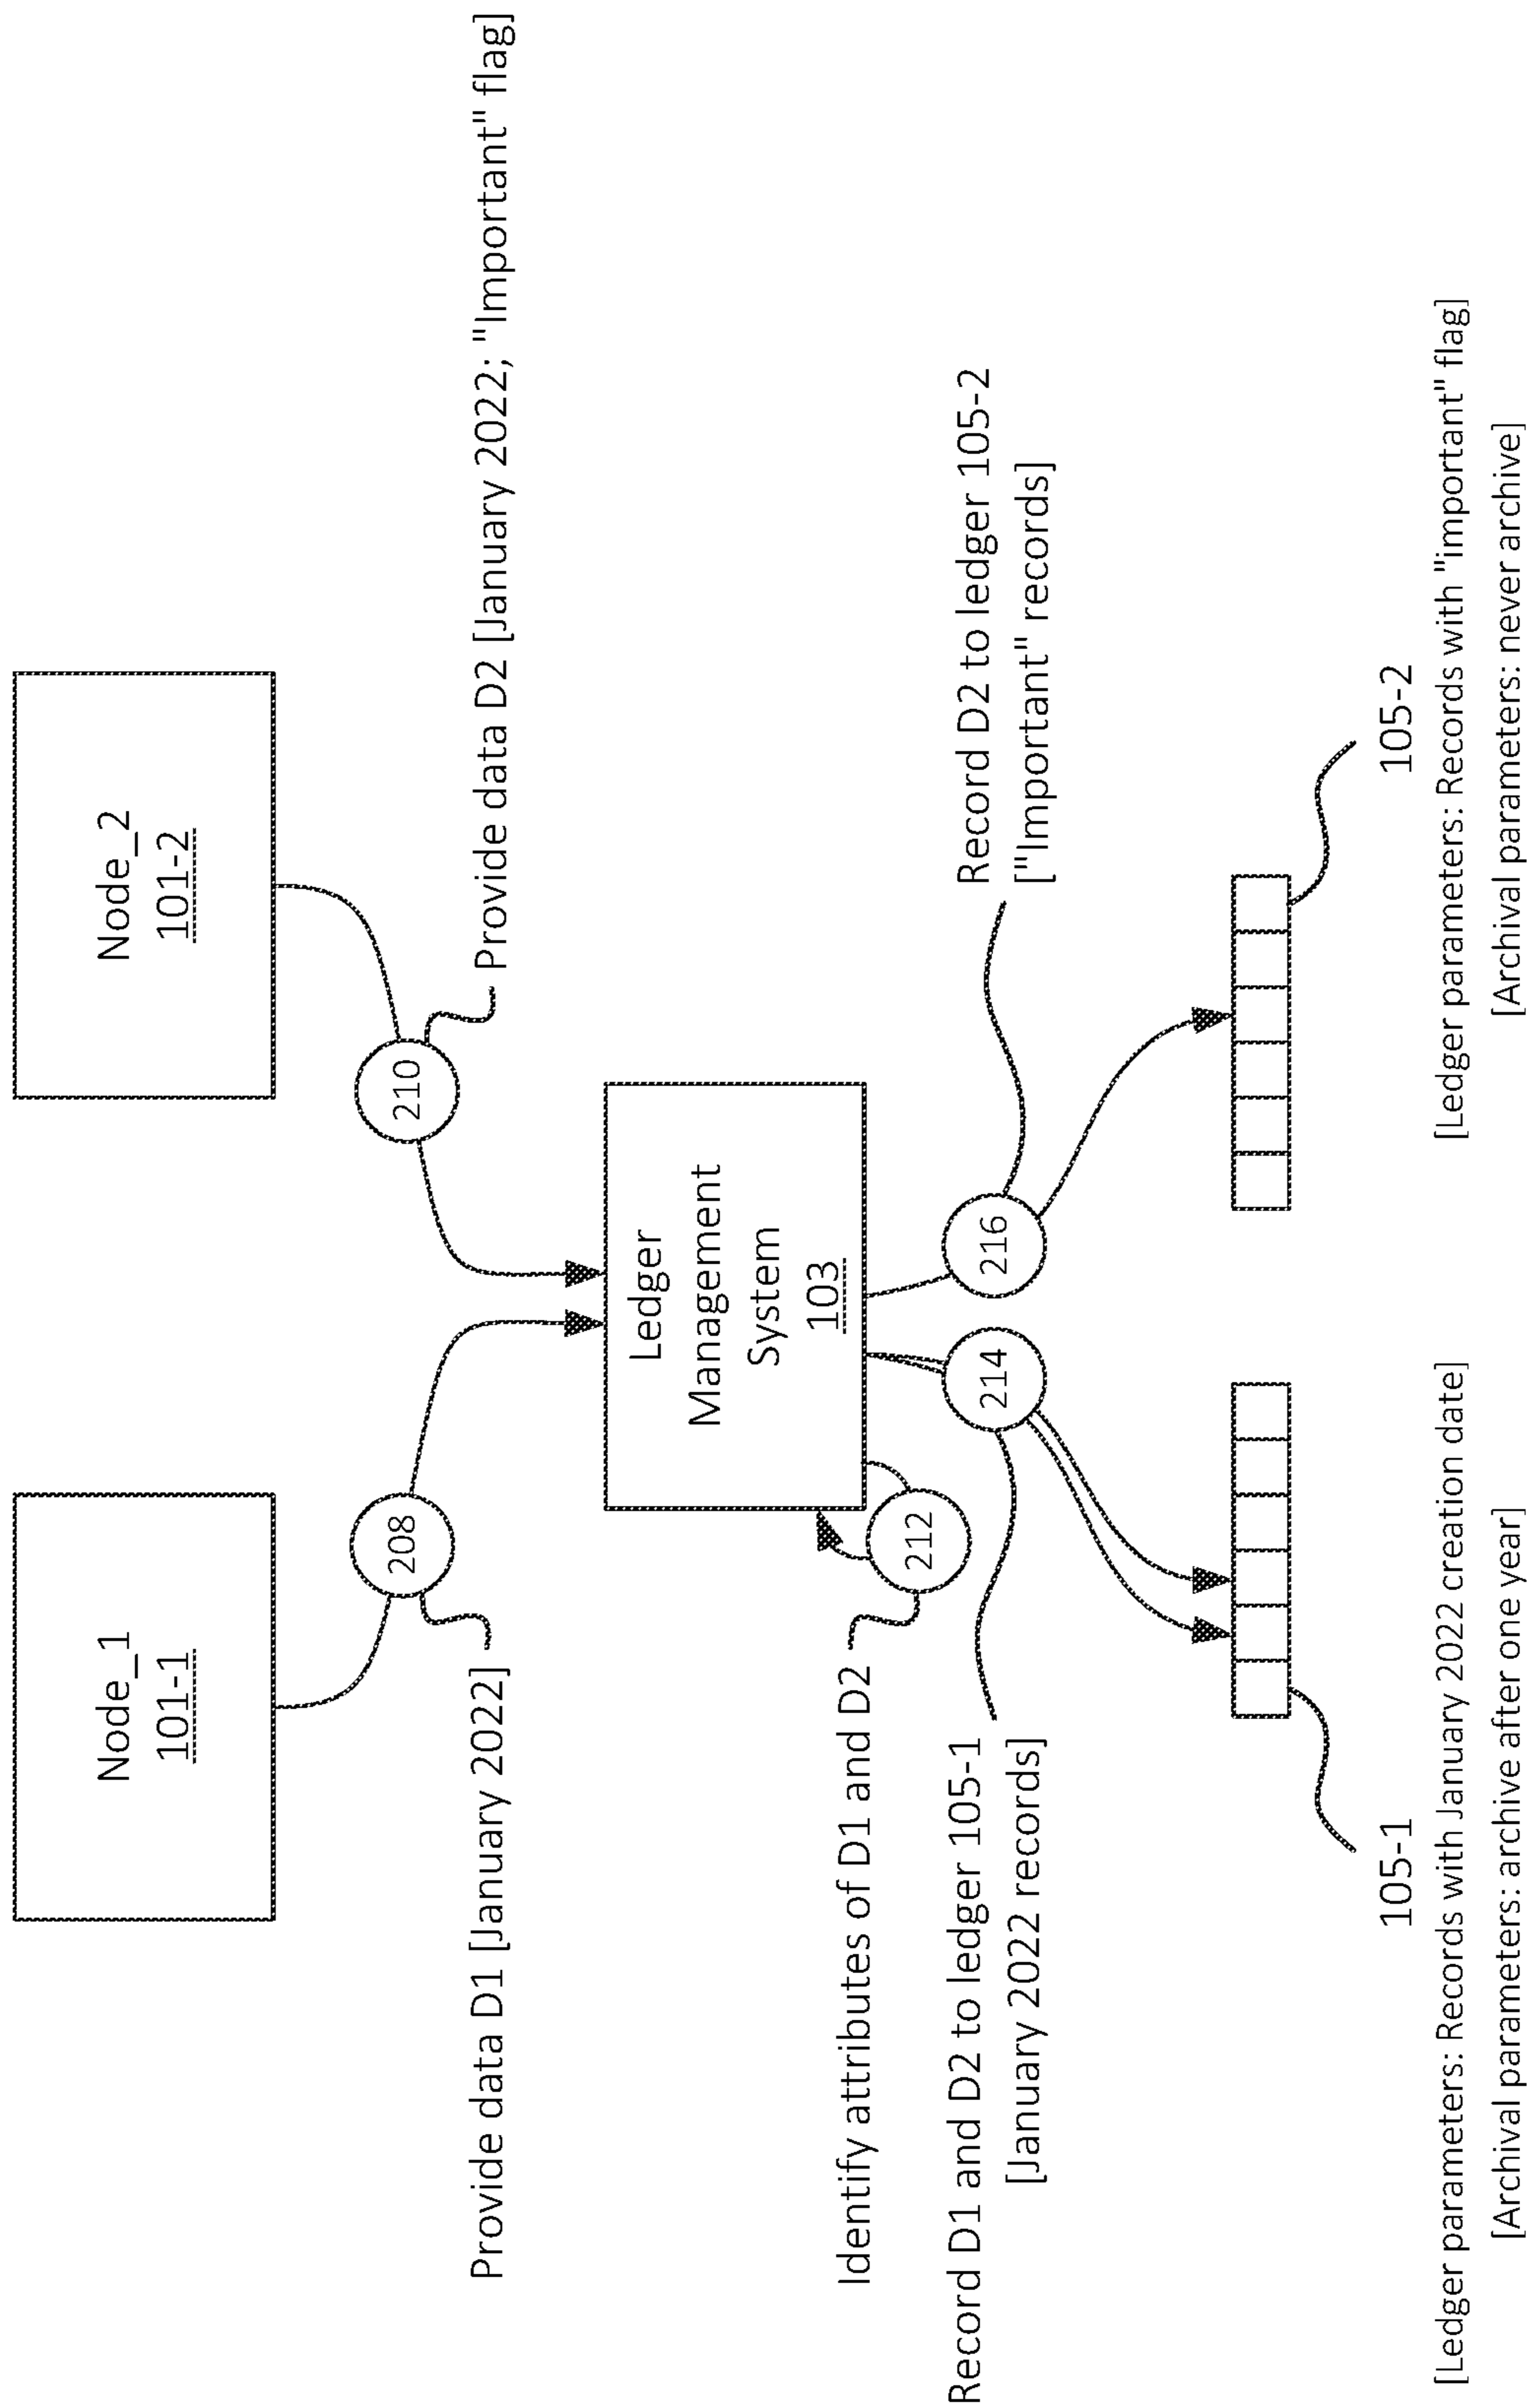 Node_1
101-1
Node_2
101-2
208
210
Provide data D1 [January 2022]
Provide data D2 [January 2022; "Important" flag]
Ledger
Management
System
103
Identify attributes of D1 and D2
212
Record D1 and D2 to ledger 105-1
[January 2022 records]
214
216
Record D2 to ledger 105-2
["Important" records]
105-1
[Ledger parameters: Records with January 2022 creation date]
[Archival parameters: archive after one year]
105-2
[Ledger parameters: Records with "important" flag]
[Archival parameters: never archive]